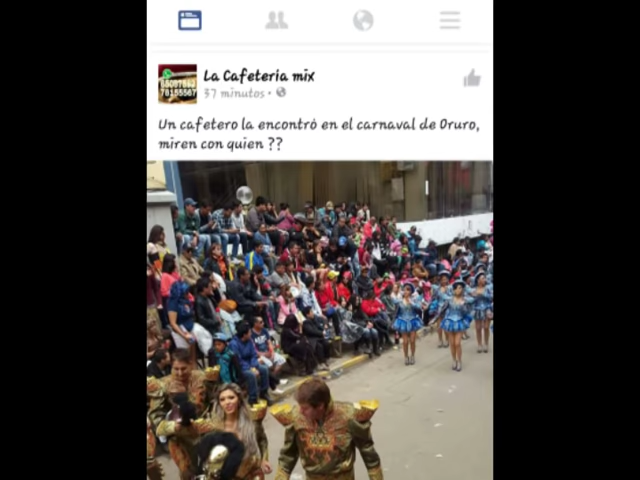 La Cafeteria mix
37 minutos •
Un cafetero la encontró en el carnaval de Oruro,
miren con quien ??